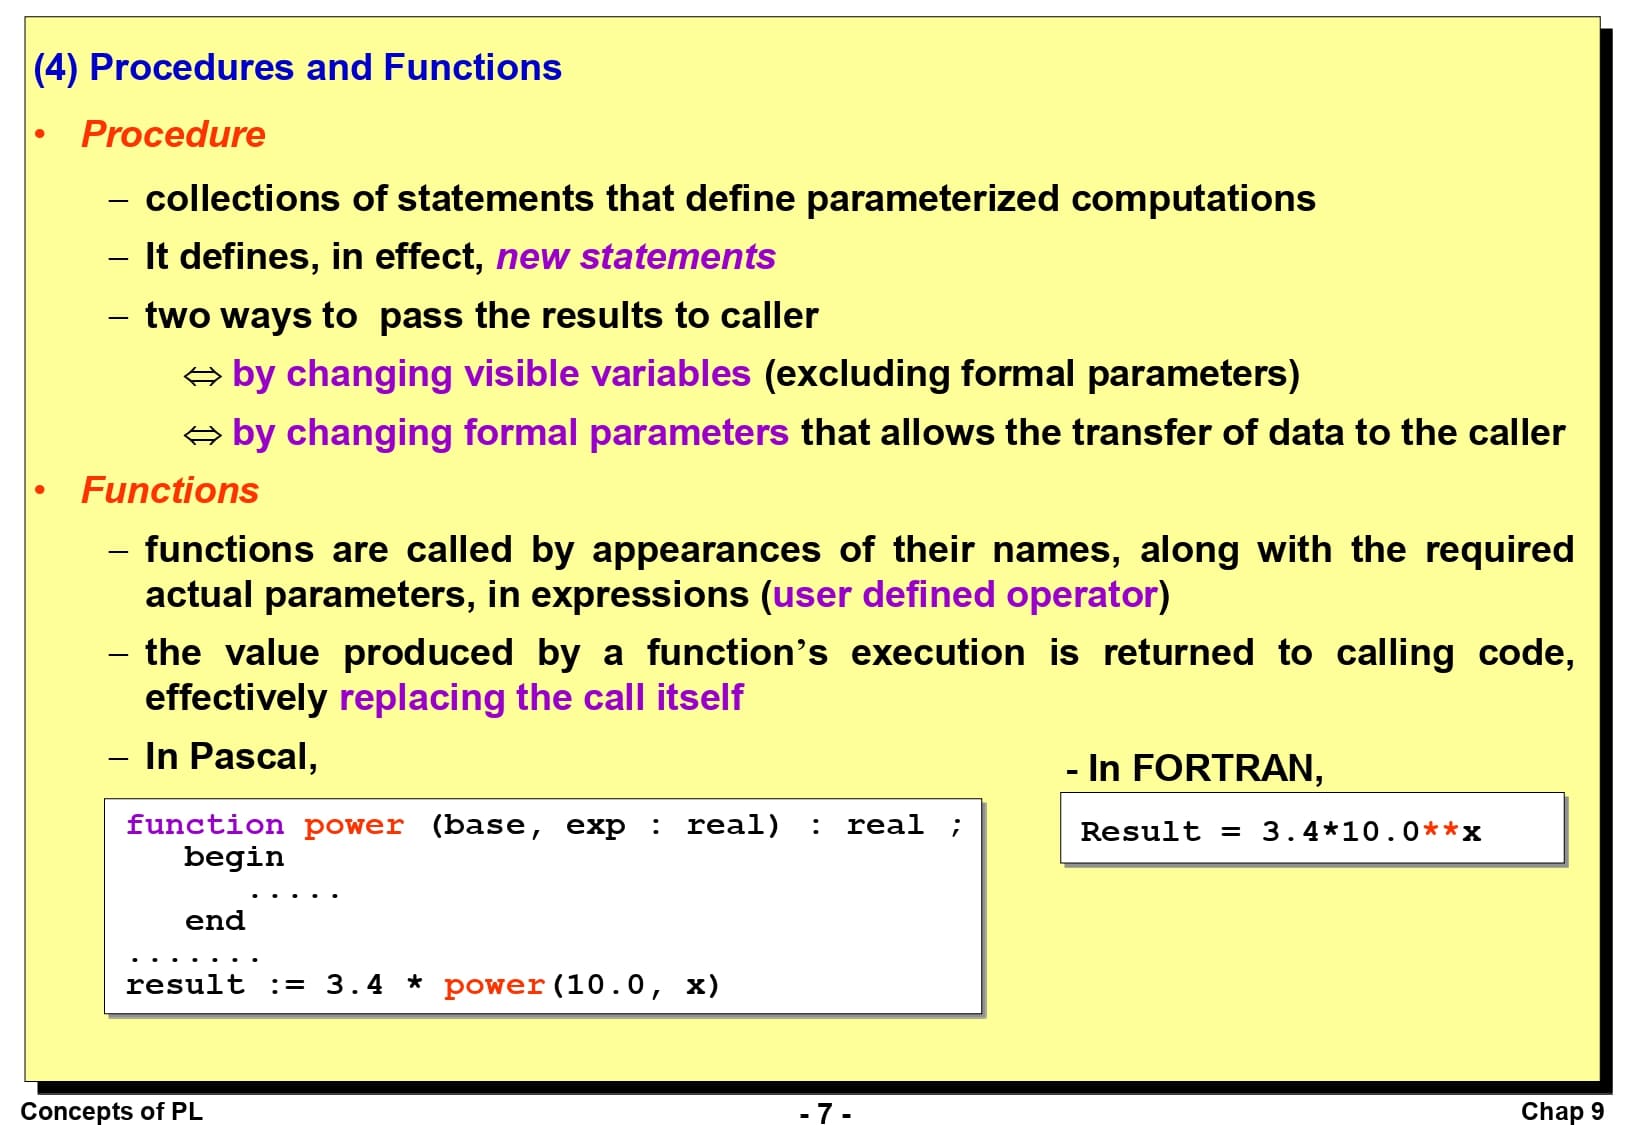 (4) Procedures and Functions
• Procedure
– collections of statements that define parameterized computations
– It defines, in effect, new statements
– two ways to  pass the results to caller
⇔ by changing visible variables (excluding formal parameters)
⇔ by changing formal parameters that allows the transfer of data to the caller
• Functions
– functions are called by appearances of their names, along with the required
actual parameters, in expressions (user defined operator)
– the value produced by a function’s execution is returned to calling code,
effectively replacing the call itself
– In Pascal,
function power (base, exp : real) : real ;
begin
.....
end
.......
result := 3.4 * power(10.0, x)
- In FORTRAN,
Result = 3.4*10.0**x
Concepts of PL
- 7 -
Chap 9